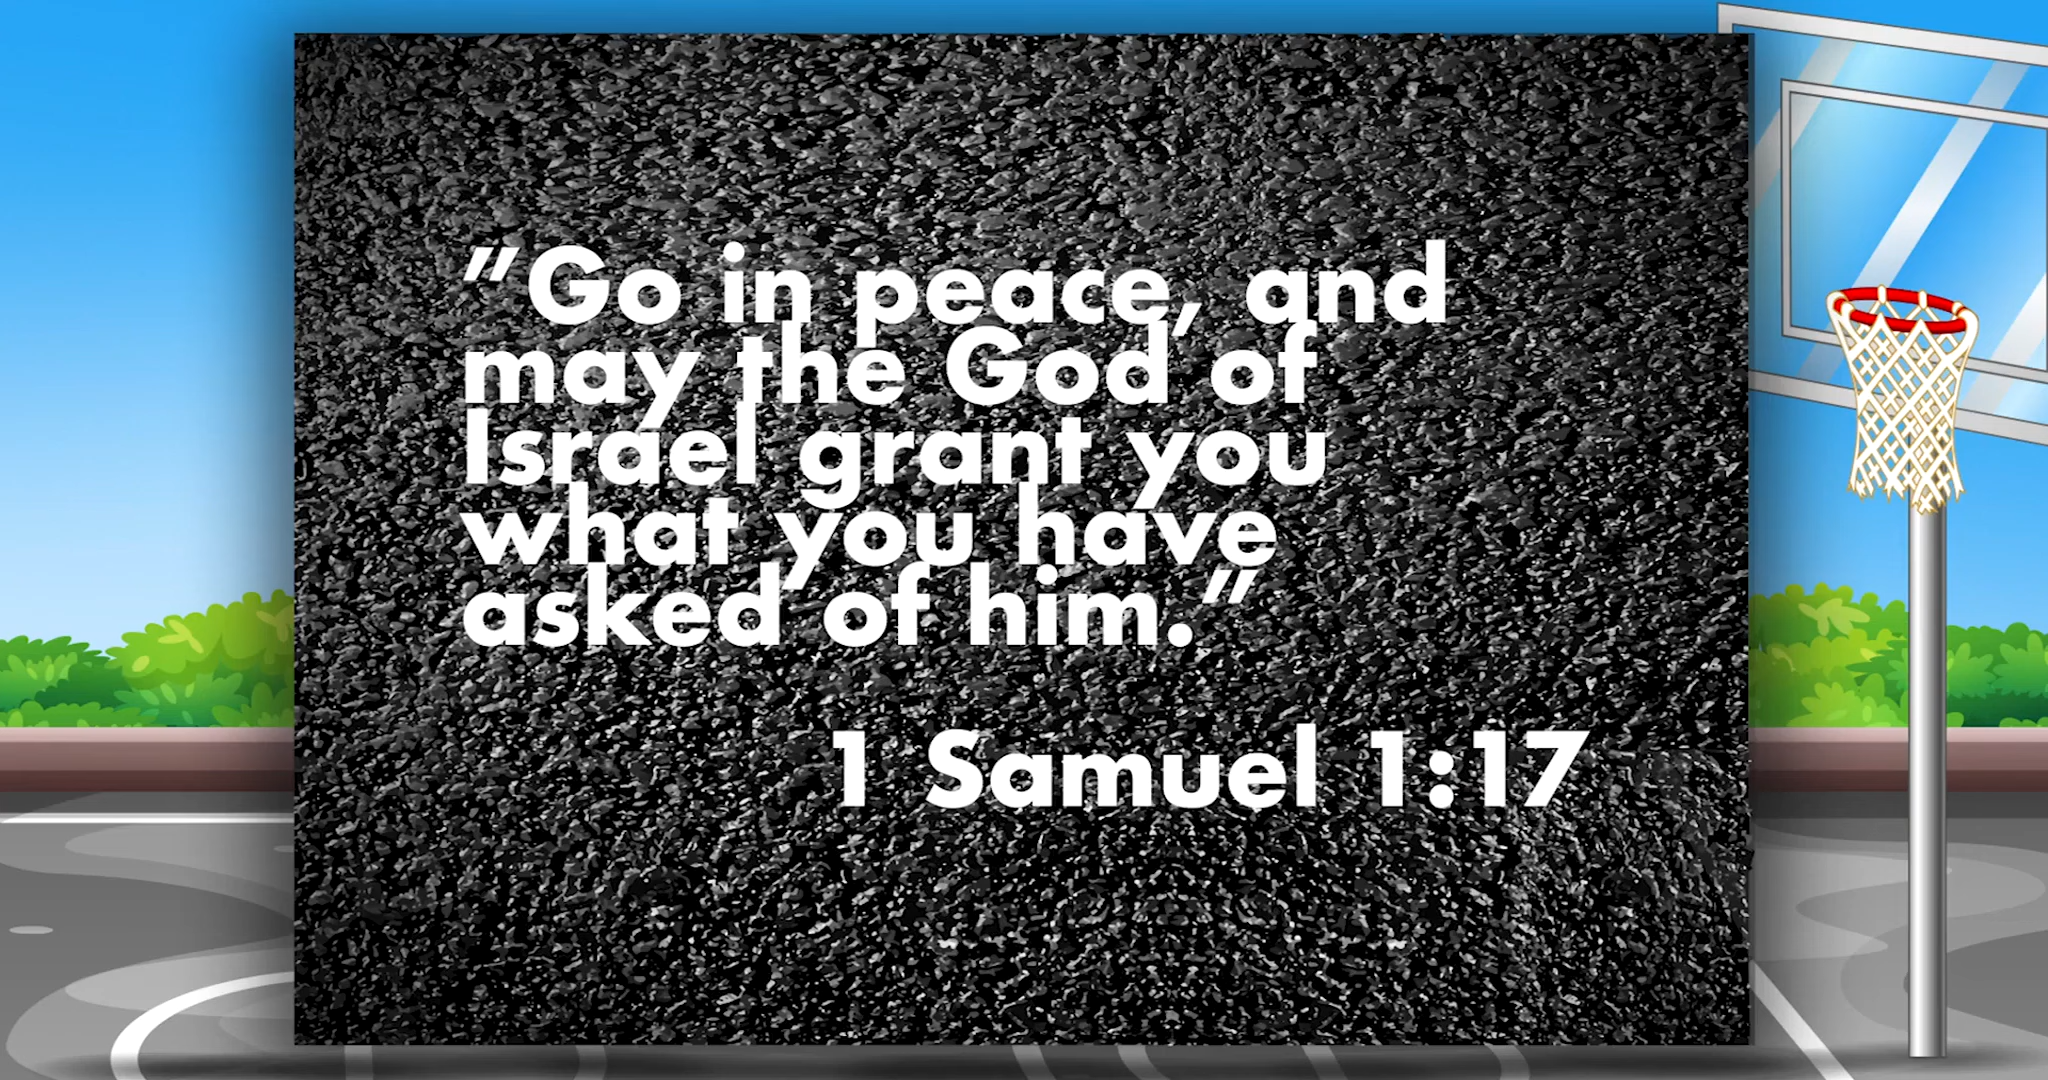 "Go in peace, and
may the God of
Israel grant you
what you have
asked of him."
1 Samuel 1:17